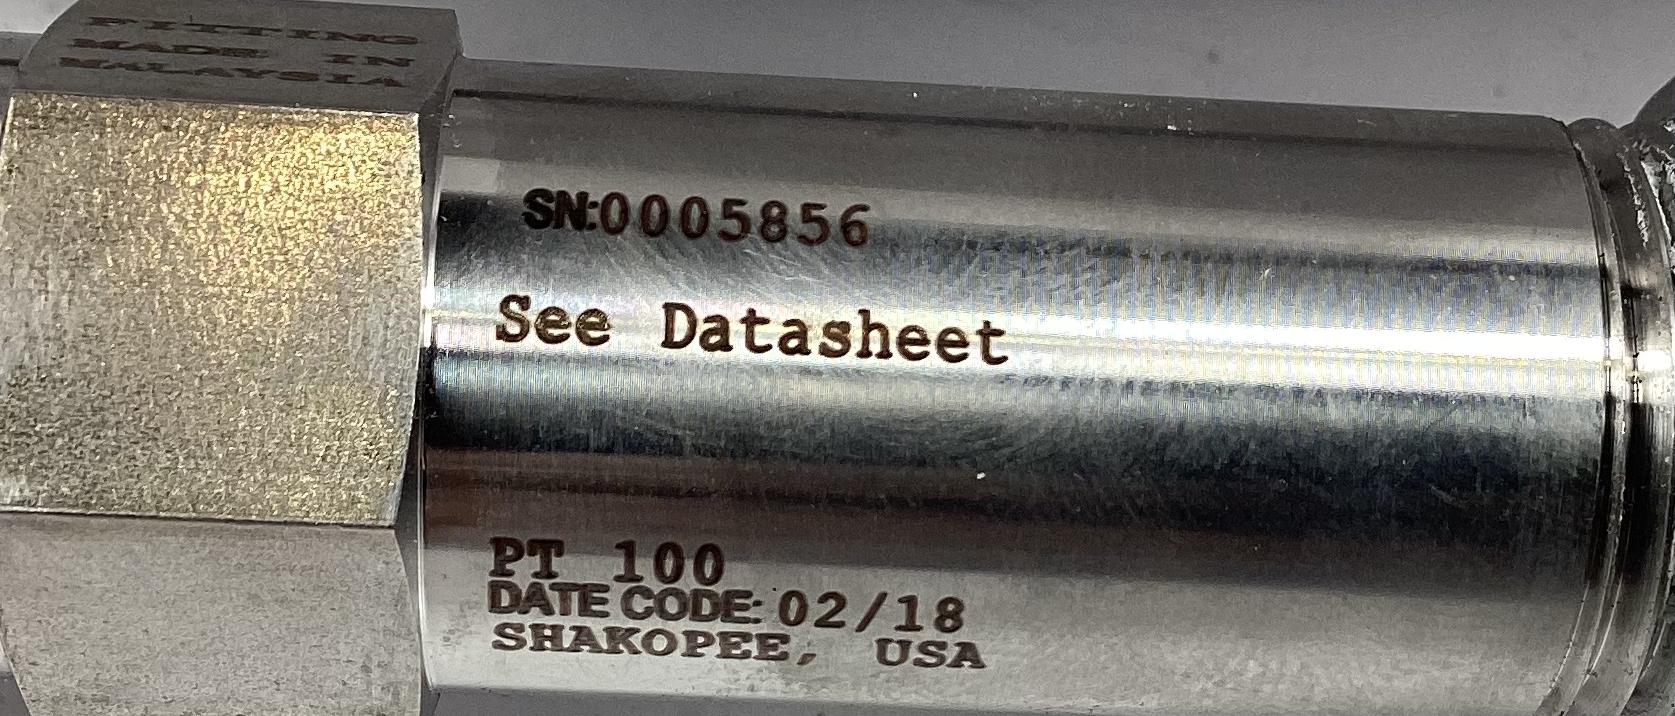 FITTING
MADE IN
MALAYSIA
SN:0005856
See Datasheet
PT 100
DATE CODE: 02/18
SHAKOPEE, USA